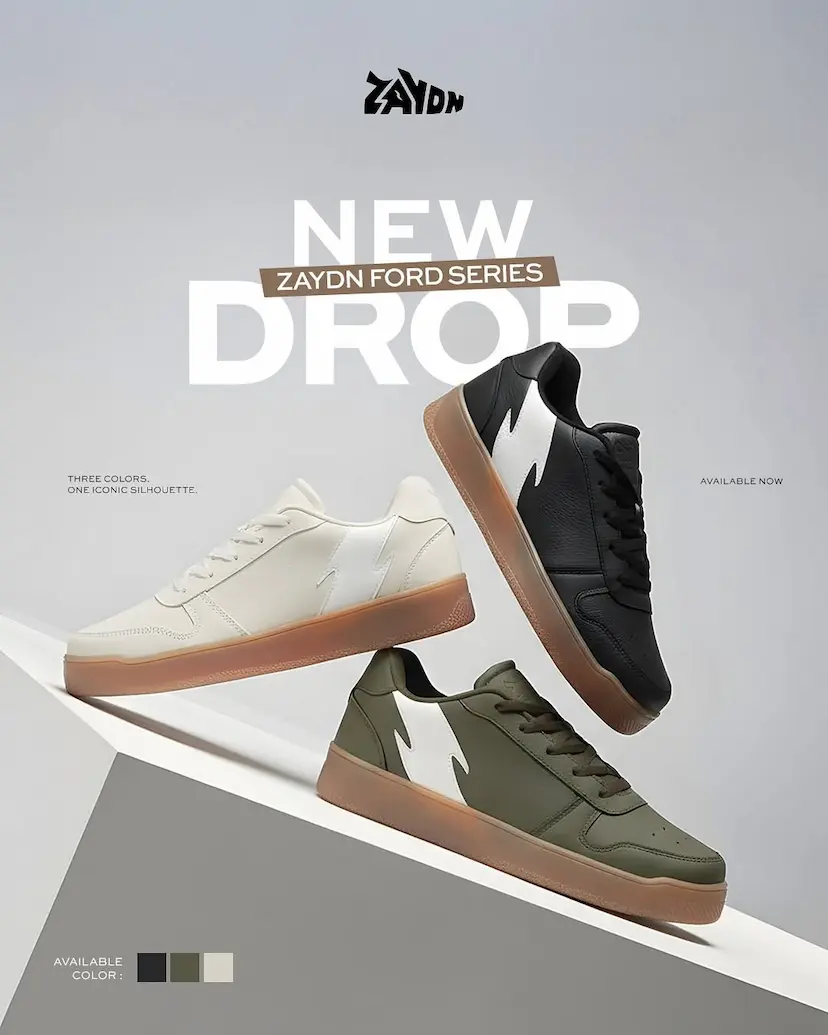 ZAYDN
NEW
ZAYDN FORD SERIES
DROP
THREE COLORS.
ONE ICONIC SILHOUETTE.
AVAILABLE NOW
AVAILABLE
COLOR :